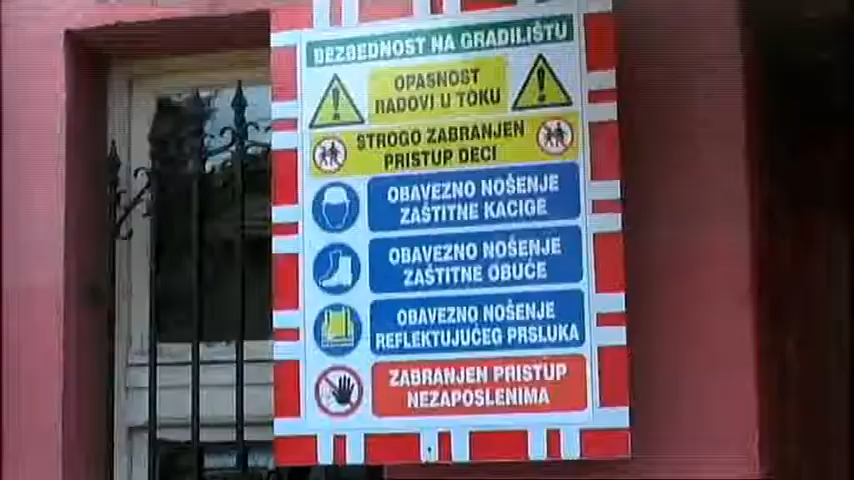 BEZBEDNOST NA GRADILIŠTU
OPASNOST
RADOVI U TOKU
STROGO ZABRANJEN
PRISTUP DECI
OBAVEZNO NOŠENJE
ZAŠTITNE KACIGE
OBAVEZNO NOŠENJE
ZAŠTITNE OBUĆE
OBAVEZNO NOŠENJE
REFLEKTUJUĆEG PRSLUKA
ZABRANJEN PRISTUP
NEZAPOSLENIMA